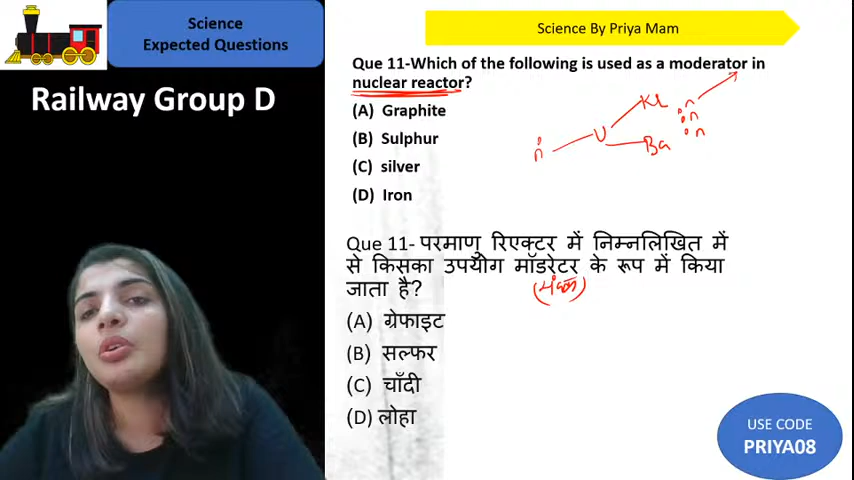 Science
Expected Questions
Science By Priya Mam
Railway Group D
Que 11-Which of the following is used as a moderator in
nuclear reactor?
(A) Graphite
(B) Sulphur
(C) silver
(D) Iron
n
U
Ba
n
n
n
Que 11- परमाणु रिएक्टर में निम्नलिखित में
से किसका उपयोग मॉडरेटर के रूप में किया
जाता है?
(A) ग्रेफाइट
(B) सल्फर
(C) चाँदी
(D) लोहा
USE CODE
PRIYA08